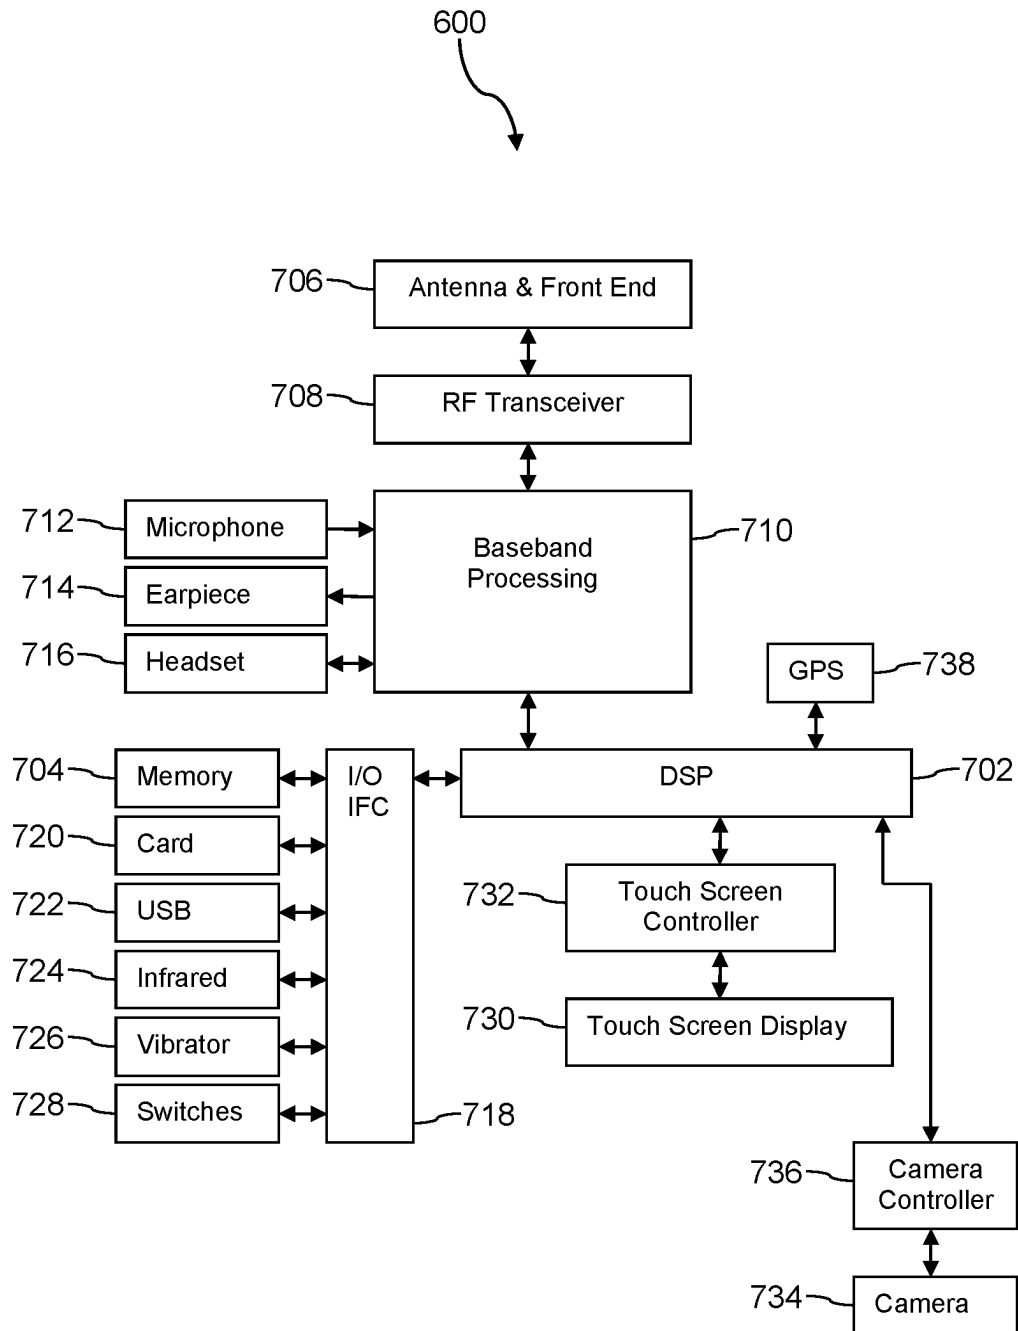 600
706
Antenna & Front End
708
RF Transceiver
712
Microphone
Baseband
Processing
710
714
Earpiece
716
Headset
GPS
738
704
Memory
I/O
IFC
DSP
702
720
Card
722
USB
732
Touch Screen
Controller
724
Infrared
726
Vibrator
730
Touch Screen Display
728
Switches
718
736
Camera
Controller
734
Camera